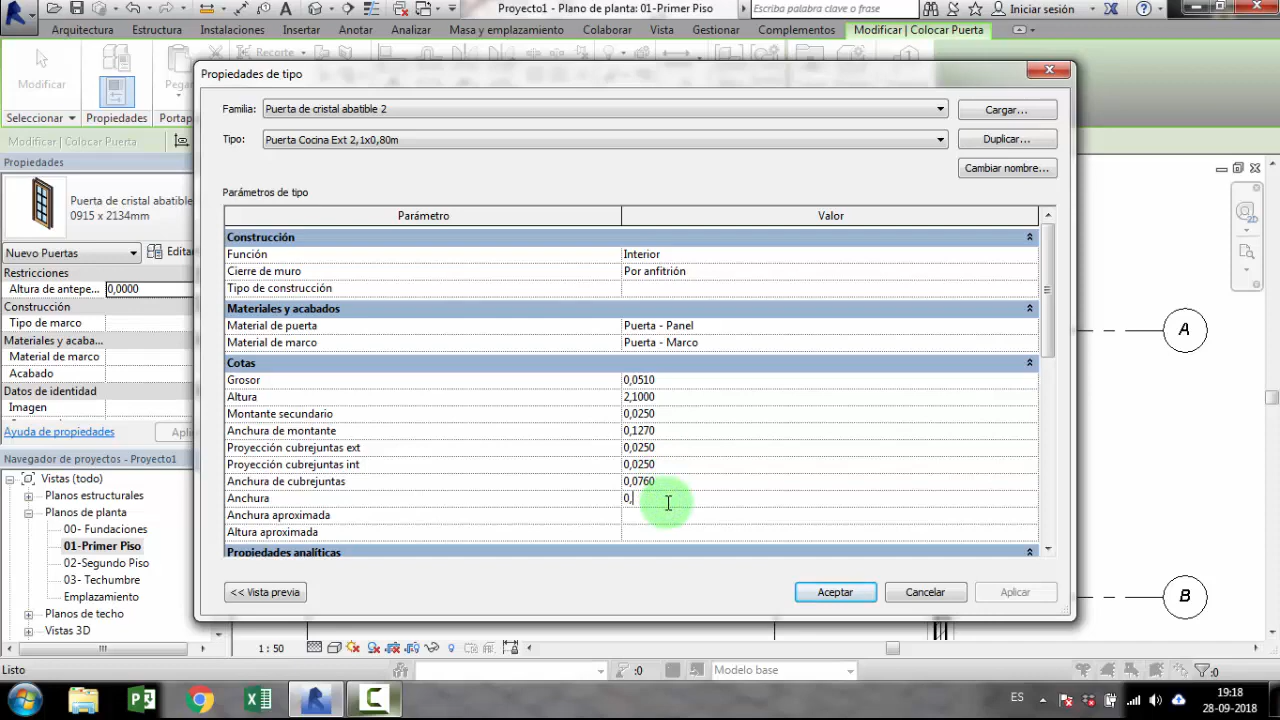 Proyecto1 - Plano de planta: 01-Primer Piso
Escriba palabra clave o frase
Iniciar sesión
Arquitectura
Estructura
Instalaciones
Insertar
Anotar
Analizar
Masa y emplazamiento
Colaborar
Vista
Gestionar
Complementos
Modificar | Colocar Puerta
Modificar
Pegar
Recorte
Seleccionar
Propiedades
Portap
Modificar | Colocar Puerta
Propiedades
Puerta de cristal abatible
0915 x 2134mm
Nuevo Puertas
Editar
Restricciones
Altura de antepe...
0,0000
Construcción
Tipo de marco
Materiales y acaba...
Material de marco
Acabado
Datos de identidad
Imagen
Ayuda de propiedades
Apli
Navegador de proyectos - Proyecto1
Vistas (todo)
Planos estructurales
Planos de planta
00- Fundaciones
01-Primer Piso
02-Segundo Piso
03- Techumbre
Emplazamiento
Planos de techo
Vistas 3D
Propiedades de tipo
Familia:
Puerta de cristal abatible 2
Cargar...
Tipo:
Puerta Cocina Ext 2,1x0,80m
Duplicar...
Cambiar nombre...
Parámetros de tipo
Parámetro Valor
Construcción
Función Interior
Cierre de muro Por anfitrión
Tipo de construcción
Materiales y acabados
Material de puerta Puerta - Panel
Material de marco Puerta - Marco
Cotas
Grosor 0,0510
Altura 2,1000
Montante secundario 0,0250
Anchura de montante 0,1270
Proyección cubrejuntas ext 0,0250
Proyección cubrejuntas int 0,0250
Anchura de cubrejuntas 0,0760
Anchura 0,
Anchura aproximada
Altura aproximada
Propiedades analíticas
<< Vista previa
Aceptar
Cancelar
Aplicar
2D
A
B
1 : 50
Listo
:0
Modelo base
:0
ES
19:18
28-09-2018